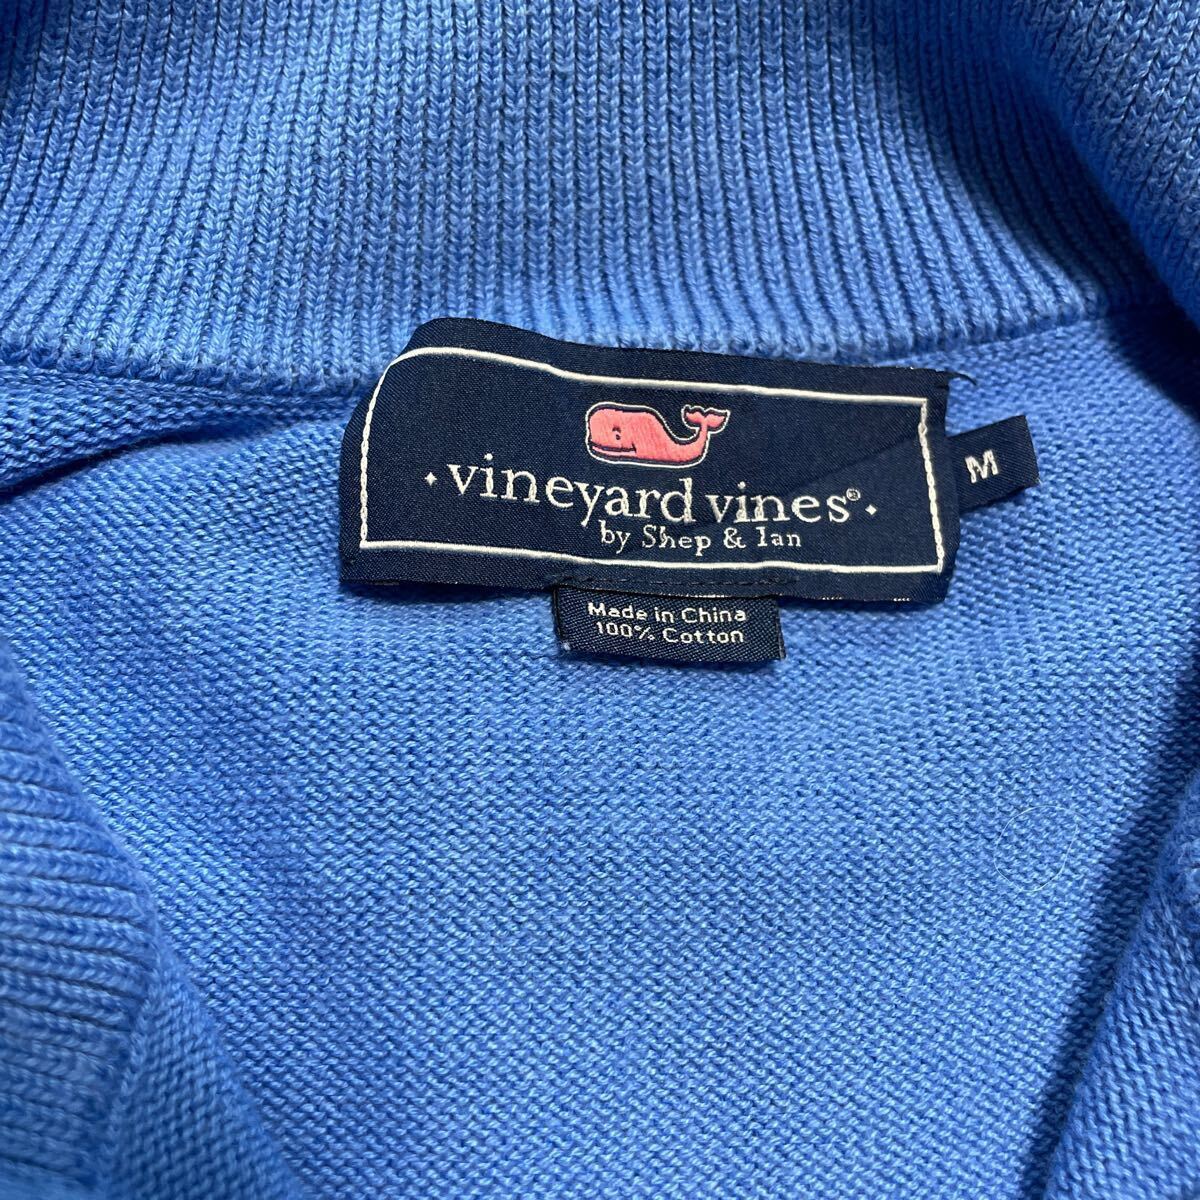 · vineyard vines® ·
by Shep & Ian
M
Made in China
100% Cotton